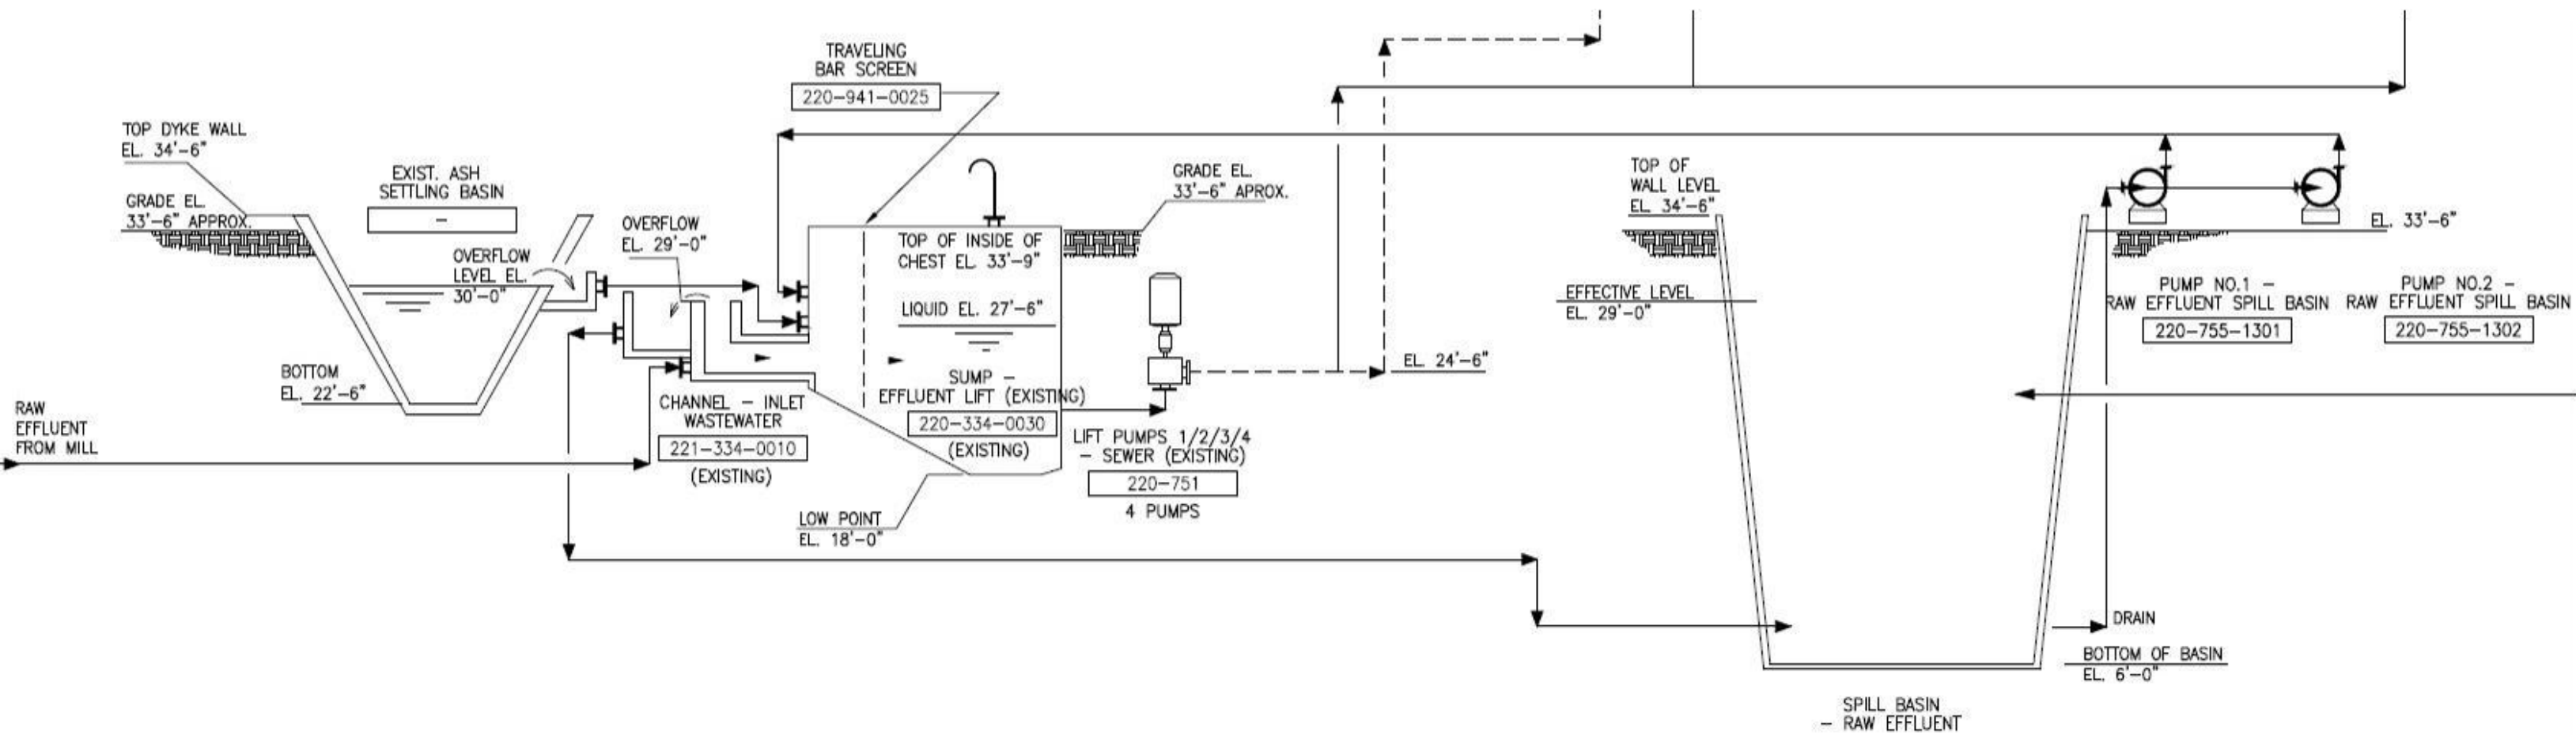 TRAVELING
BAR SCREEN
220-941-0025
TOP DYKE WALL
EL. 34'-6"
EXIST. ASH
SETTLING BASIN
-
GRADE EL.
33'-6" APPROX.
OVERFLOW
LEVEL EL.
30'-0"
BOTTOM
EL. 22'-6"
RAW
EFFLUENT
FROM MILL
OVERFLOW
EL. 29'-0"
CHANNEL - INLET
WASTEWATER
221-334-0010
(EXISTING)
TOP OF INSIDE OF
CHEST EL. 33'-9"
LIQUID EL. 27'-6"
SUMP -
EFFLUENT LIFT (EXISTING)
220-334-0030
(EXISTING)
LOW POINT
EL. 18'-0"
GRADE EL.
33'-6" APROX.
LIFT PUMPS 1/2/3/4
- SEWER (EXISTING)
220-751
4 PUMPS
EL. 24'-6"
TOP OF
WALL LEVEL
EL. 34'-6"
EFFECTIVE LEVEL
EL. 29'-0"
EL. 33'-6"
PUMP NO.1 -
RAW EFFLUENT SPILL BASIN
220-755-1301
PUMP NO.2 -
RAW EFFLUENT SPILL BASIN
220-755-1302
DRAIN
BOTTOM OF BASIN
EL. 6'-0"
SPILL BASIN
- RAW EFFLUENT